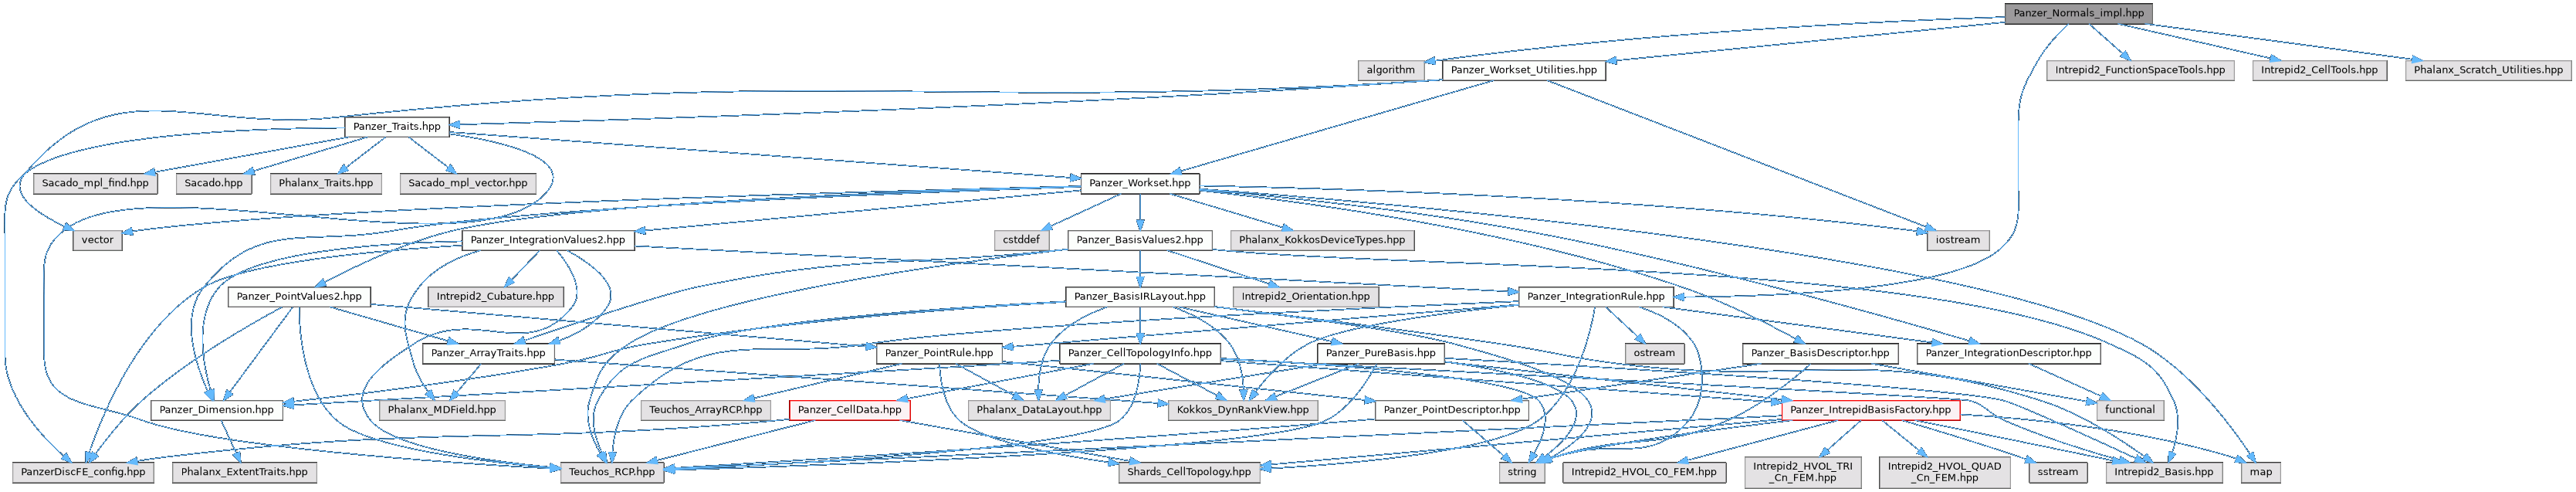 Panzer_Normals_impl.hpp
algorithm
Panzer_Workset_Utilities.hpp
Intrepid2_FunctionSpaceTools.hpp
Intrepid2_CellTools.hpp
Phalanx_Scratch_Utilities.hpp
Panzer_Traits.hpp
Sacado_mpl_find.hpp
Sacado.hpp
Phalanx_Traits.hpp
Sacado_mpl_vector.hpp
Panzer_Workset.hpp
vector
Panzer_IntegrationValues2.hpp
cstddef
Panzer_BasisValues2.hpp
Phalanx_KokkosDeviceTypes.hpp
iostream
Panzer_PointValues2.hpp
Intrepid2_Cubature.hpp
Panzer_BasisIRLayout.hpp
Intrepid2_Orientation.hpp
Panzer_IntegrationRule.hpp
Panzer_ArrayTraits.hpp
Panzer_PointRule.hpp
Panzer_CellTopologyInfo.hpp
Panzer_PureBasis.hpp
ostream
Panzer_BasisDescriptor.hpp
Panzer_IntegrationDescriptor.hpp
Panzer_Dimension.hpp
Phalanx_MDField.hpp
Teuchos_ArrayRCP.hpp
Panzer_CellData.hpp
Phalanx_DataLayout.hpp
Kokkos_DynRankView.hpp
Panzer_PointDescriptor.hpp
Panzer_IntrepidBasisFactory.hpp
functional
PanzerDiscFE_config.hpp
Phalanx_ExtentTraits.hpp
Teuchos_RCP.hpp
Shards_CellTopology.hpp
string
Intrepid2_HVOL_C0_FEM.hpp
Intrepid2_HVOL_TRI
_Cn_FEM.hpp
Intrepid2_HVOL_QUAD
_Cn_FEM.hpp
sstream
Intrepid2_Basis.hpp
map